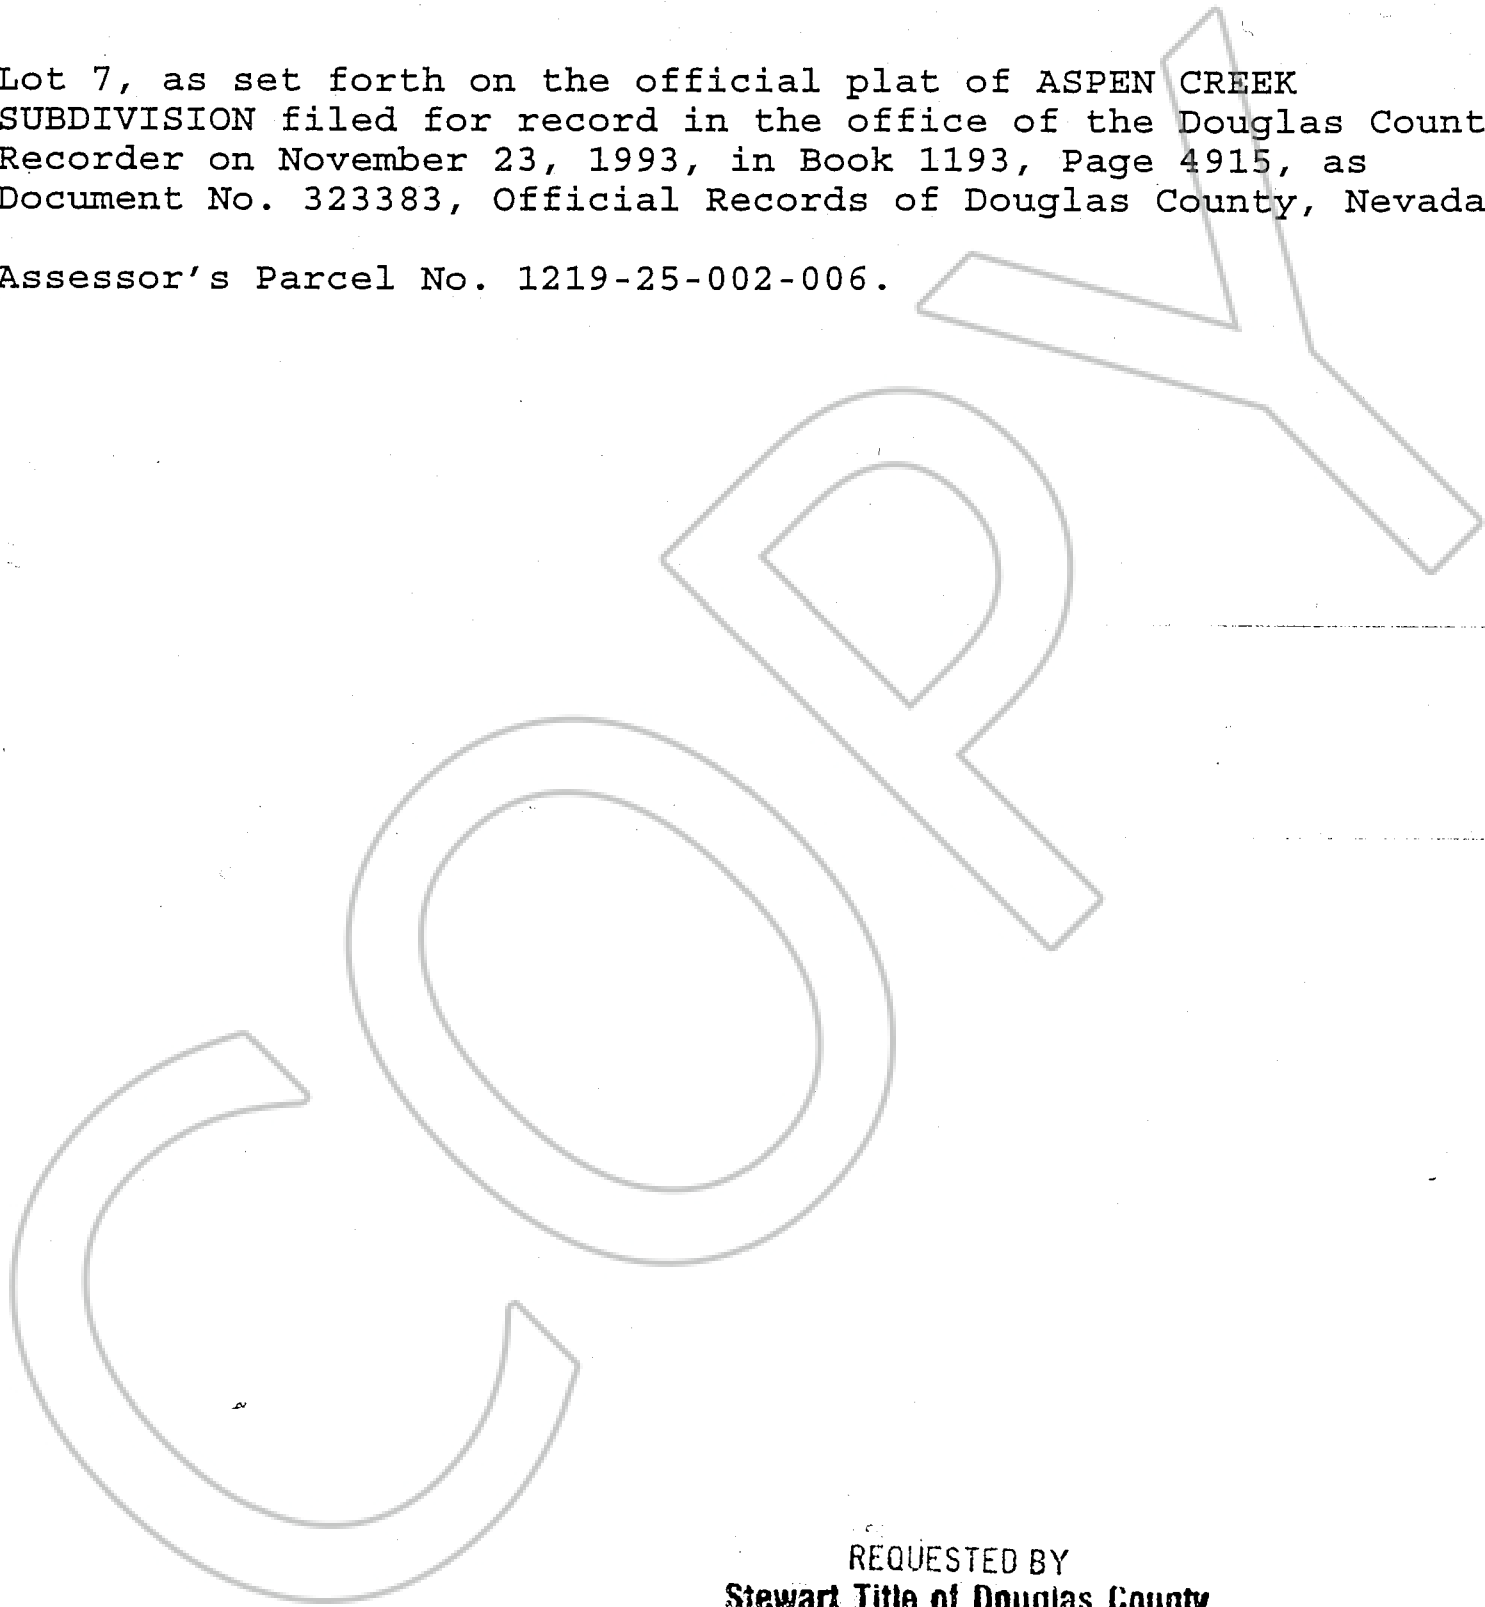 Lot 7, as set forth on the official plat of ASPEN CREEK
SUBDIVISION filed for record in the office of the Douglas Count
Recorder on November 23, 1993, in Book 1193, Page 4915, as
Document No. 323383, Official Records of Douglas County, Nevada
Assessor's Parcel No. 1219-25-002-006.
COPY
REQUESTED BY
Stewart Title of Douglas County